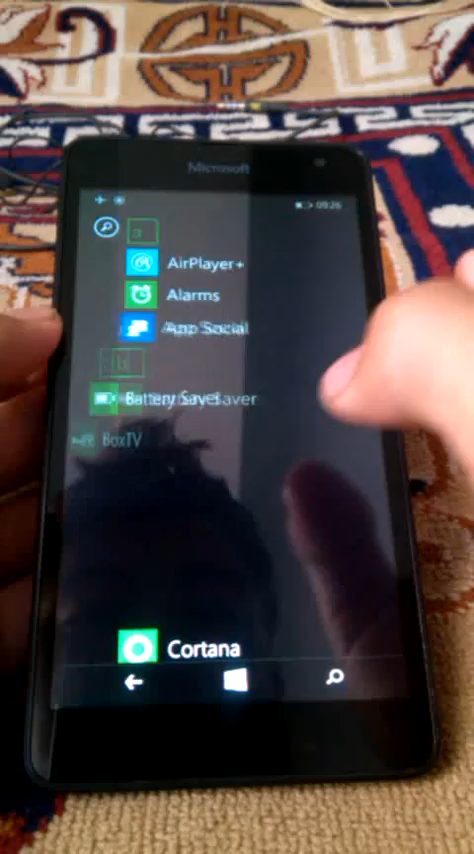 Microsoft
09:26
a
AirPlayer+
Alarms
App Social
b
Battery Saver
BoxTV
Cortana